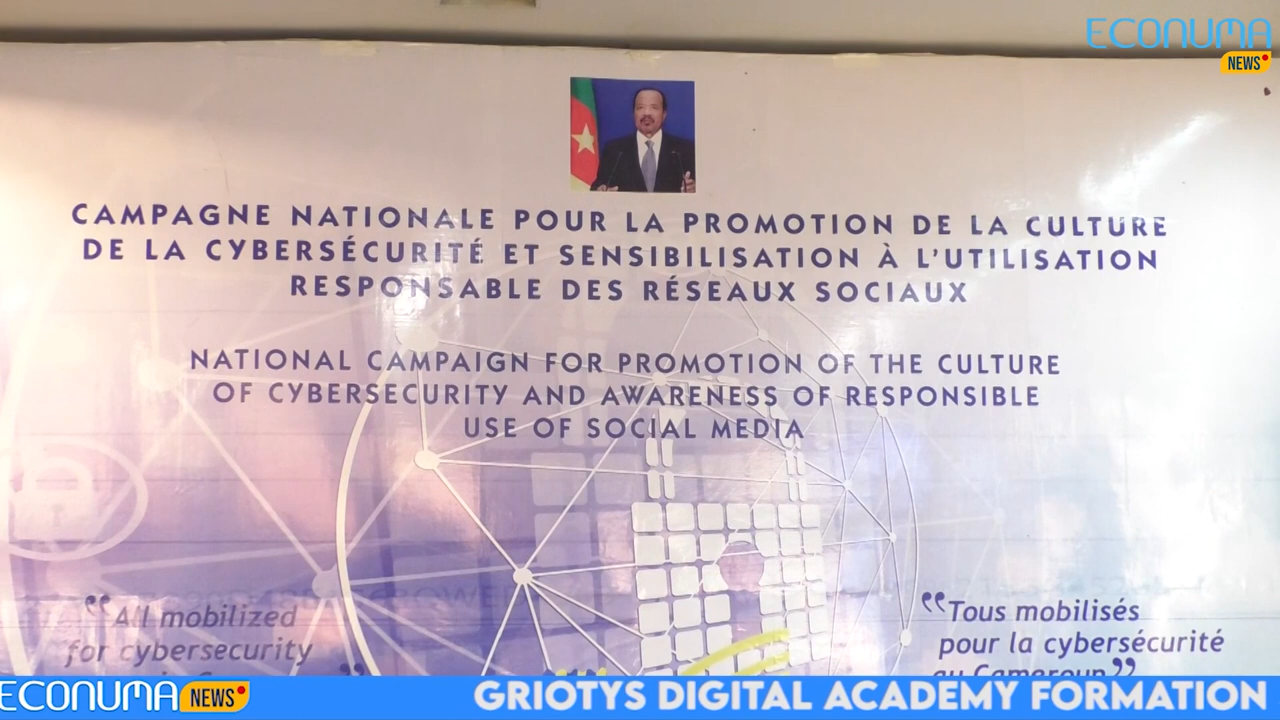 ECONUMA
NEWS
CAMPAGNE NATIONALE POUR LA PROMOTION DE LA CULTURE
DE LA CYBERSÉCURITÉ ET SENSIBILISATION À L'UTILISATION
RESPONSABLE DES RÉSEAUX SOCIAUX
NATIONAL CAMPAIGN FOR PROMOTION OF THE CULTURE
OF CYBERSECURITY AND AWARENESS OF RESPONSIBLE
USE OF SOCIAL MEDIA
“All mobilized
for cybersecurity
“Tous mobilisés
pour la cybersécurité
au Cameroun”
ECONUMA NEWS
GRIOTYS DIGITAL ACADEMY FORMATION